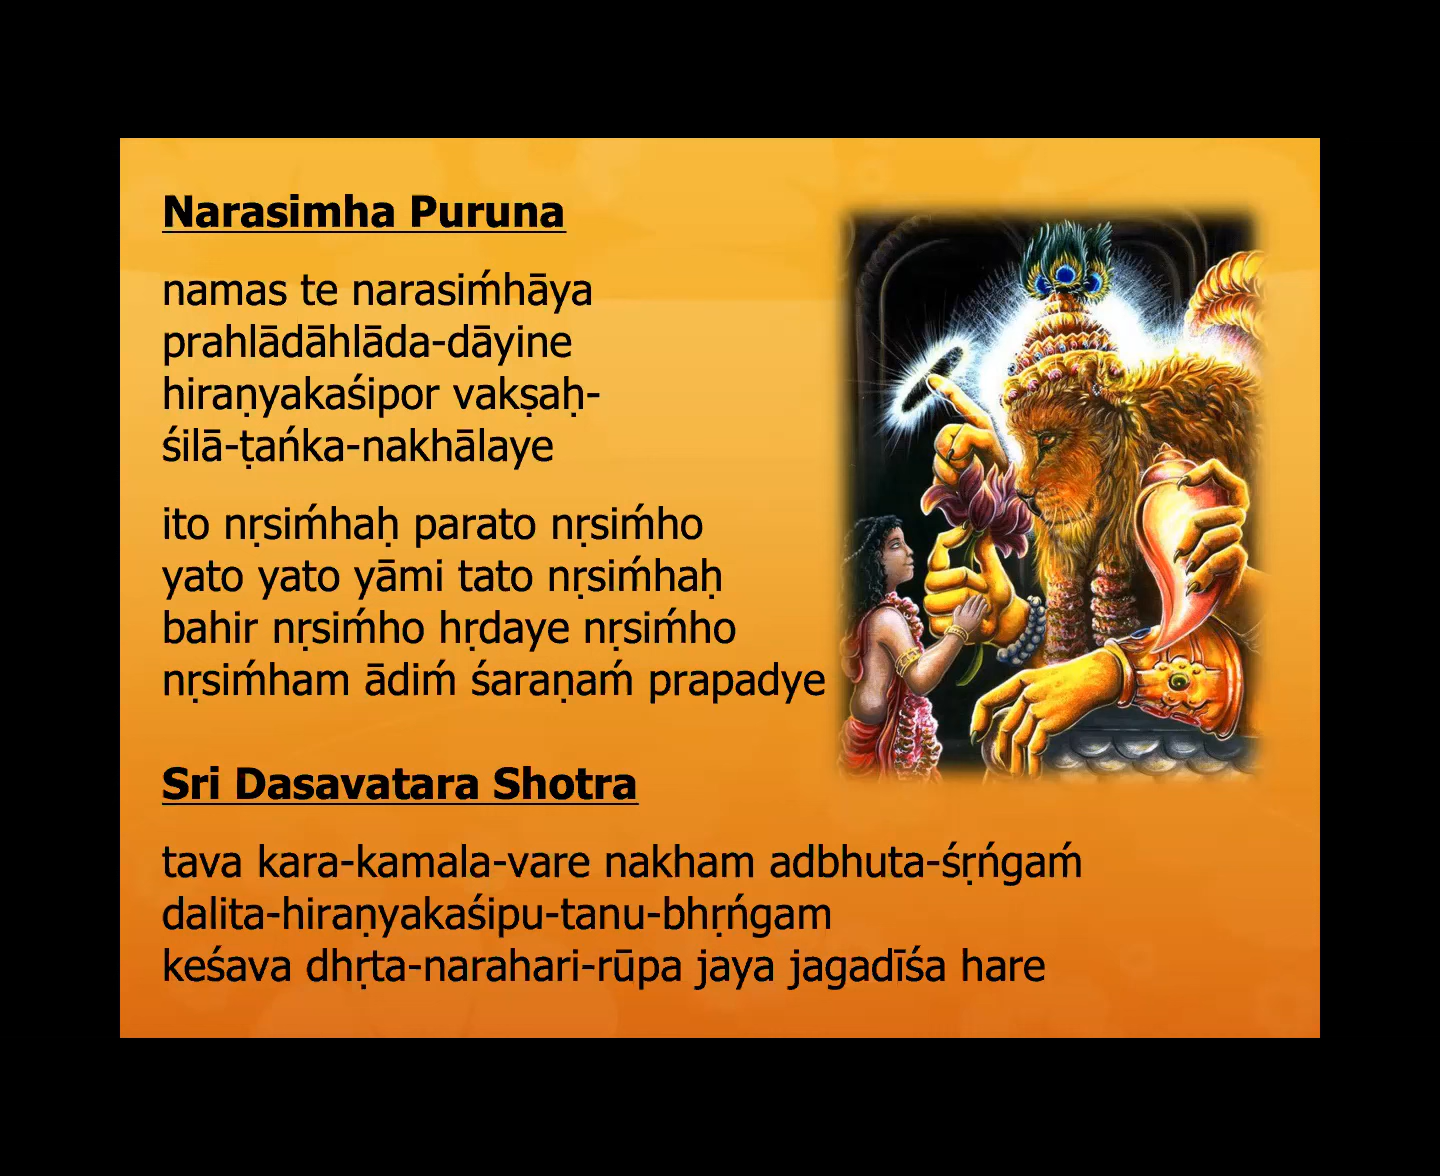 Narasimha Puruna
namas te narasiḿhāya
prahlādāhlāda-dāyine
hiraṇyakaśipor vakṣaḥ-
śilā-ṭańka-nakhālaye
ito nṛsiḿhaḥ parato nṛsiḿho
yato yato yāmi tato nṛsiḿhaḥ
bahir nṛsiḿho hṛdaye nṛsiḿho
nṛsiḿham ādiḿ śaraṇaḿ prapadye
Sri Dasavatara Shotra
tava kara-kamala-vare nakham adbhuta-śṛńgaḿ
dalita-hiraṇyakaśipu-tanu-bhṛńgam
keśava dhṛta-narahari-rūpa jaya jagadīśa hare